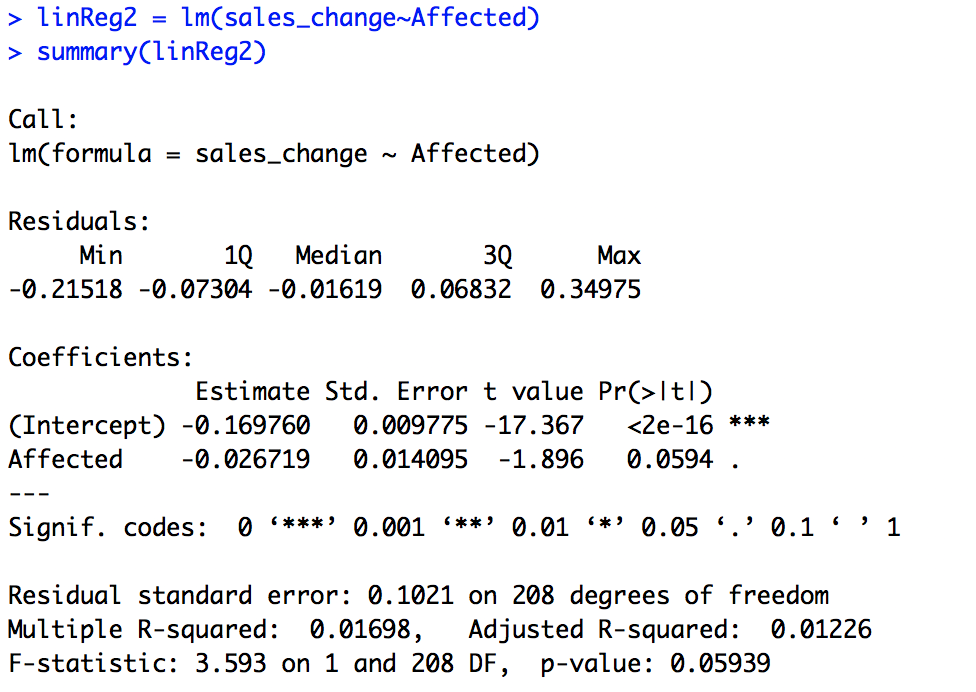 > linReg2 = lm(sales_change~Affected)
> summary(linReg2)
Call:
lm(formula = sales_change ~ Affected)
Residuals:
     Min       1Q   Median       3Q      Max
-0.21518 -0.07304 -0.01619  0.06832  0.34975
Coefficients:
             Estimate Std. Error t value Pr(>|t|)
(Intercept) -0.169760   0.009775 -17.367   <2e-16 ***
Affected    -0.026719   0.014095  -1.896   0.0594 .
---
Signif. codes:  0 ‘***’ 0.001 ‘**’ 0.01 ‘*’ 0.05 ‘.’ 0.1 ‘ ’ 1
Residual standard error: 0.1021 on 208 degrees of freedom
Multiple R-squared:  0.01698,	Adjusted R-squared:  0.01226
F-statistic: 3.593 on 1 and 208 DF,  p-value: 0.05939